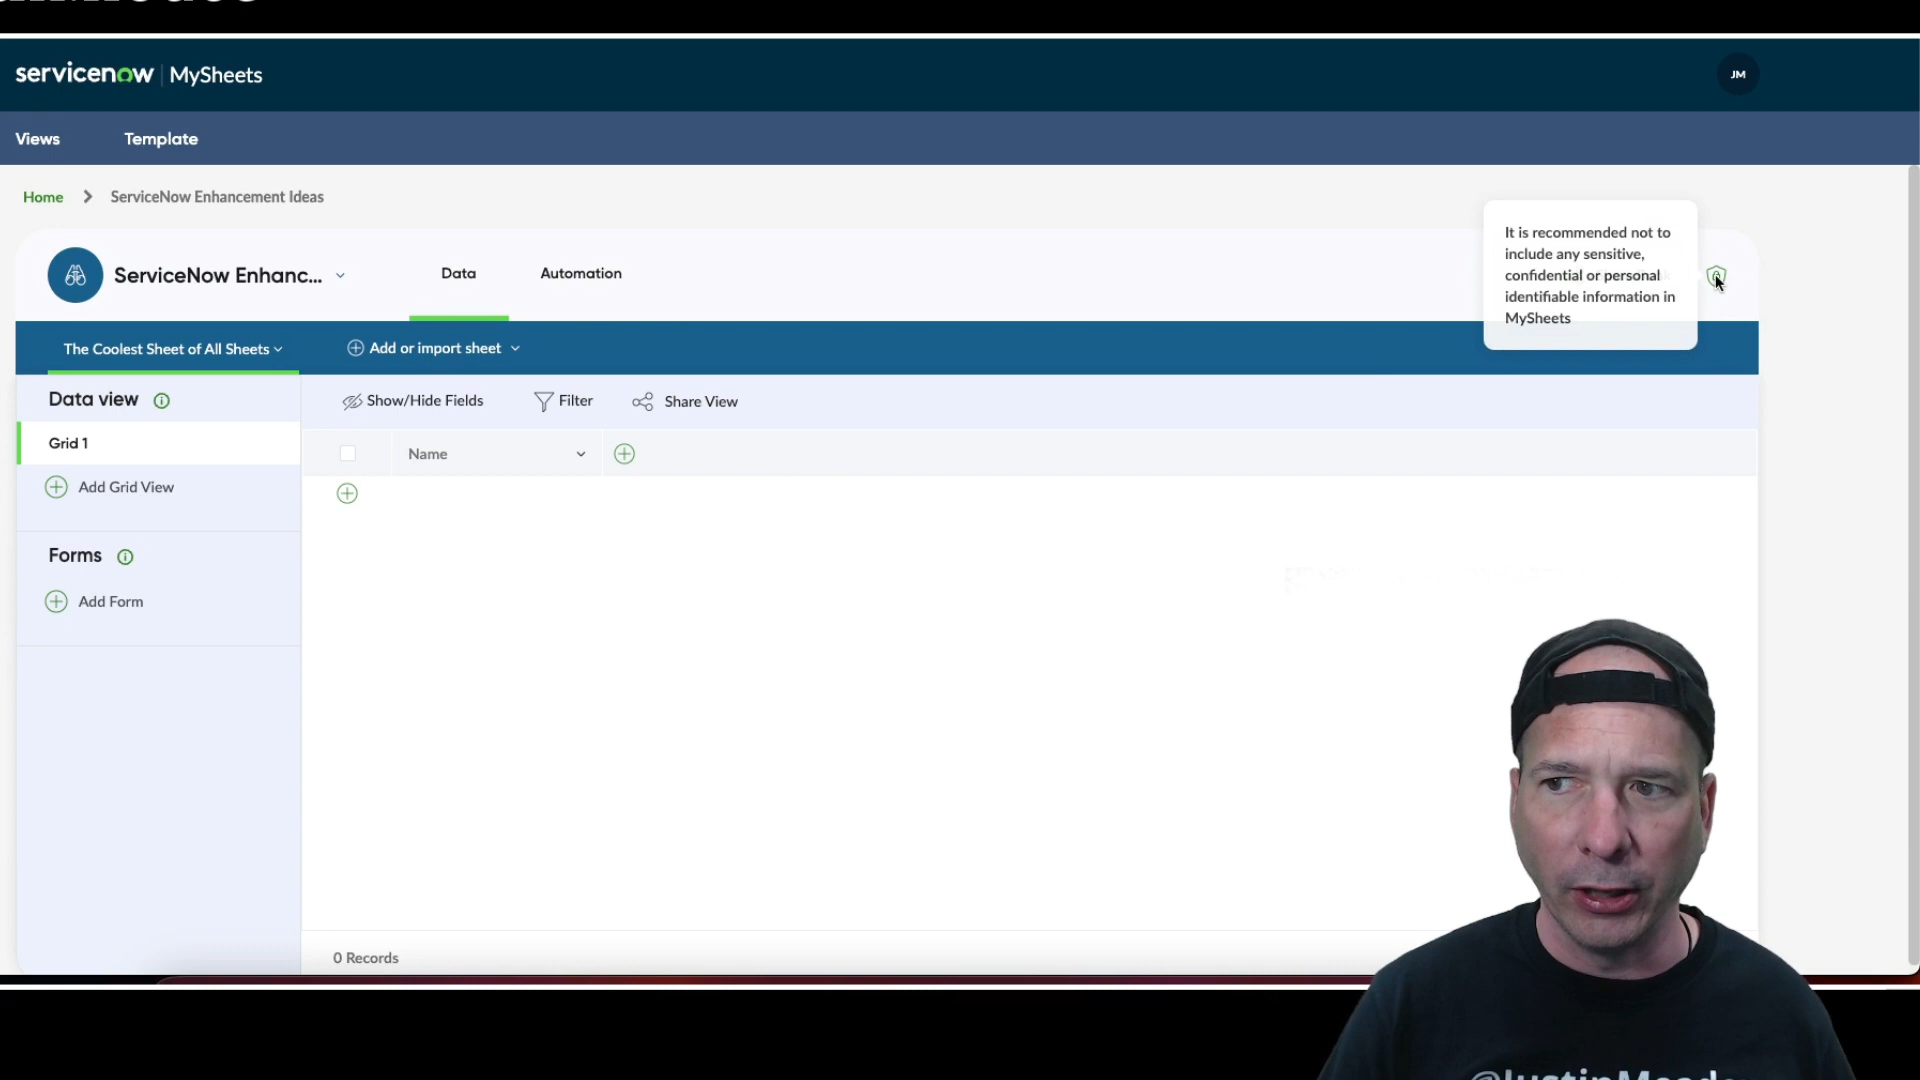 servicenow | MySheets
JM
Views
Template
Home
ServiceNow Enhancement Ideas
It is recommended not to
include any sensitive,
confidential or personal
identifiable information in
MySheets
ServiceNow Enhanc...
Data
Automation
The Coolest Sheet of All Sheets
Add or import sheet
Data view
Show/Hide Fields
Filter
Share View
Grid 1
Name
Add Grid View
Forms
Add Form
0 Records